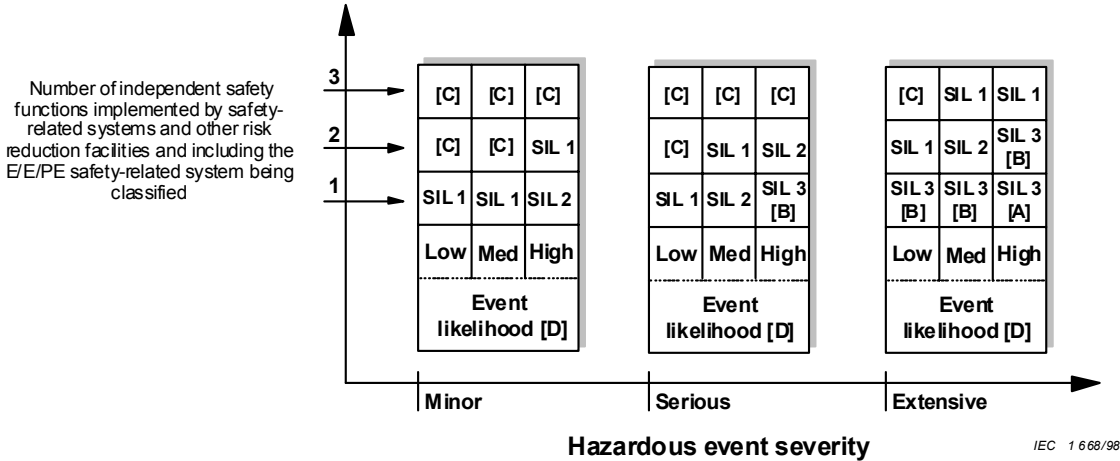 Number of independent safety
functions implemented by safety-
related systems and other risk
reduction facilities and including the
E/E/PE safety-related system being
classified
3
2
1
[C] [C] [C]
[C] [C] SIL 1
SIL 1 SIL 1 SIL 2
Low Med High
Event
likelihood [D]
[C] [C] [C]
[C] SIL 1 SIL 2
SIL 1 SIL 2 SIL 3
[B]
Low Med High
Event
likelihood [D]
[C] SIL 1 SIL 1
SIL 1 SIL 2 SIL 3
[B]
SIL 3 SIL 3 SIL 3
[B] [B] [A]
Low Med High
Event
likelihood [D]
Minor
Serious
Extensive
Hazardous event severity
IEC 1 668/98